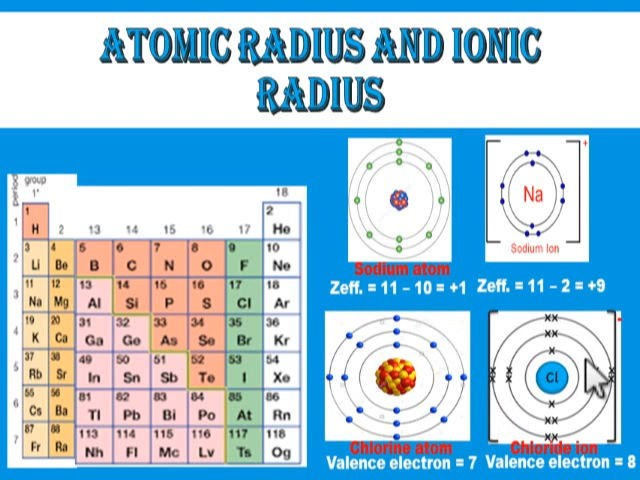 ATOMIC RADIUS AND IONIC
RADIUS
period
group
1*
18
1 H 2 He
2 13 14 15 16 17
2 3 Li 4 Be 5 B 6 C 7 N 8 O 9 F 10 Ne
3 11 Na 12 Mg 13 Al 14 Si 15 P 16 S 17 Cl 18 Ar
4 19 K 20 Ca 31 Ga 32 Ge 33 As 34 Se 35 Br 36 Kr
5 37 Rb 38 Sr 49 In 50 Sn 51 Sb 52 Te 53 I 54 Xe
6 55 Cs 56 Ba 81 Tl 82 Pb 83 Bi 84 Po 85 At 86 Rn
7 87 Fr 88 Ra 113 Nh 114 Fl 115 Mc 116 Lv 117 Ts 118 Og
Sodium atom
Zeff. = 11 – 10 = +1
+
Na
Sodium Ion
Zeff. = 11 – 2 = +9
Chlorine atom
Valence electron = 7
-
Cl
Chloride ion
Valence electron = 8